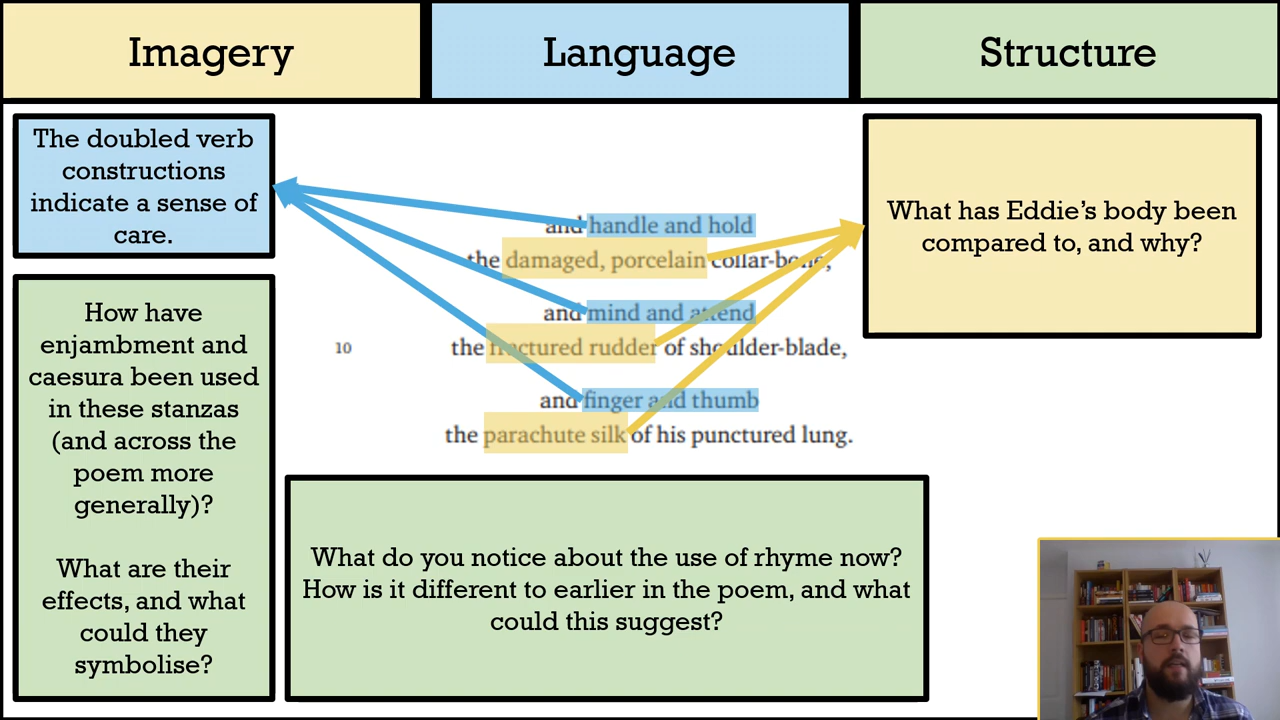 Imagery
Language
Structure
The doubled verb
constructions
indicate a sense of
care.
How have
enjambment and
caesura been used
in these stanzas
(and across the
poem more
generally)?
What are their
effects, and what
could they
symbolise?
and handle and hold
the damaged, porcelain collar-bone,
and mind and attend
10 the fractured rudder of shoulder-blade,
and finger and thumb
the parachute silk of his punctured lung.
What has Eddie's body been
compared to, and why?
What do you notice about the use of rhyme now?
How is it different to earlier in the poem, and what
could this suggest?